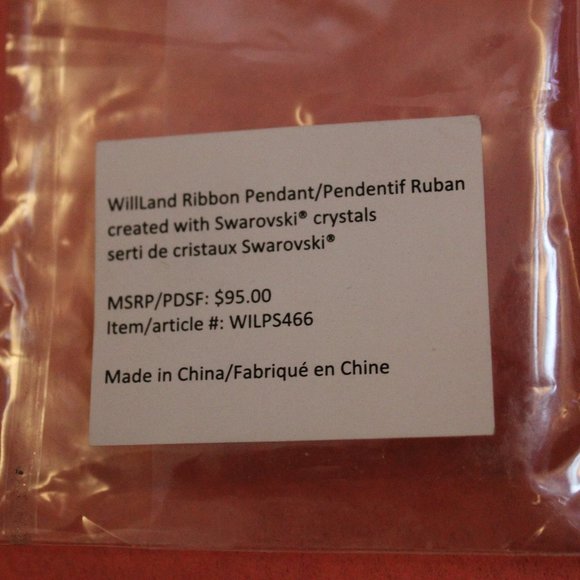 WillLand Ribbon Pendant/Pendentif Ruban
created with Swarovski® crystals
serti de cristaux Swarovski®
MSRP/PDSF: $95.00
Item/article #: WILPS466
Made in China/Fabriqué en Chine